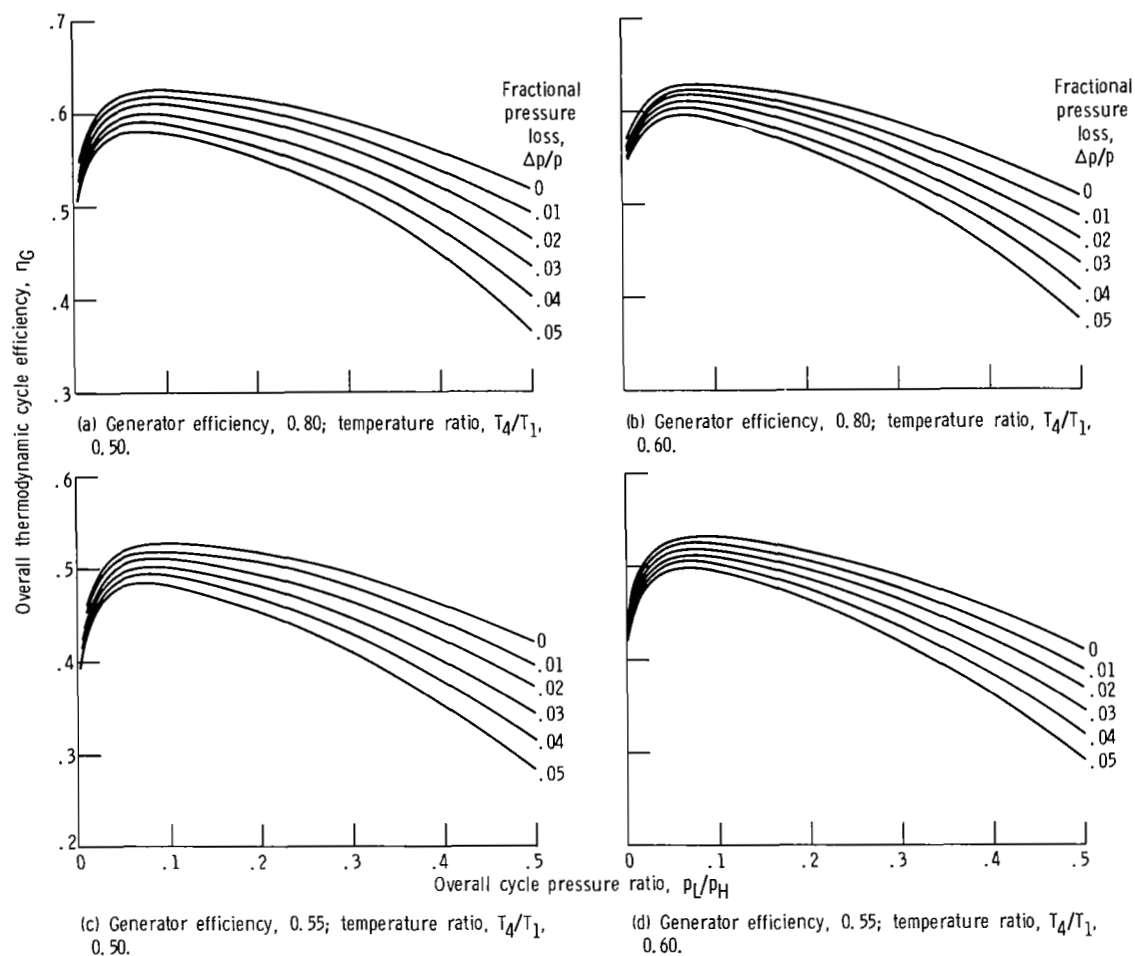 .7
.6
.5
.4
.3
Fractional
pressure
loss,
Δp/p
0
.01
.02
.03
.04
.05
(a) Generator efficiency, 0.80; temperature ratio, T4/T1,
0.50.
Fractional
pressure
loss,
Δp/p
0
.01
.02
.03
.04
.05
(b) Generator efficiency, 0.80; temperature ratio, T4/T1,
0.60.
Overall thermodynamic cycle efficiency, ηG
.6
.5
.4
.3
.2
0
.01
.02
.03
.04
.05
0 .1 .2 .3 .4 .5
0
.01
.02
.03
.04
.05
0 .1 .2 .3 .4 .5
Overall cycle pressure ratio, pL/pH
(c) Generator efficiency, 0.55; temperature ratio, T4/T1,
0.50.
(d) Generator efficiency, 0.55; temperature ratio, T4/T1,
0.60.